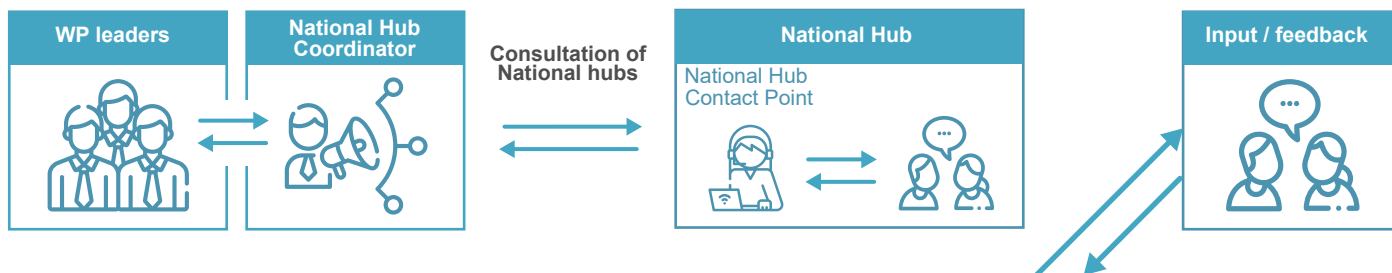 WP leaders
National Hub
Coordinator
Consultation of
National hubs
National Hub
National Hub
Contact Point
Input / feedback